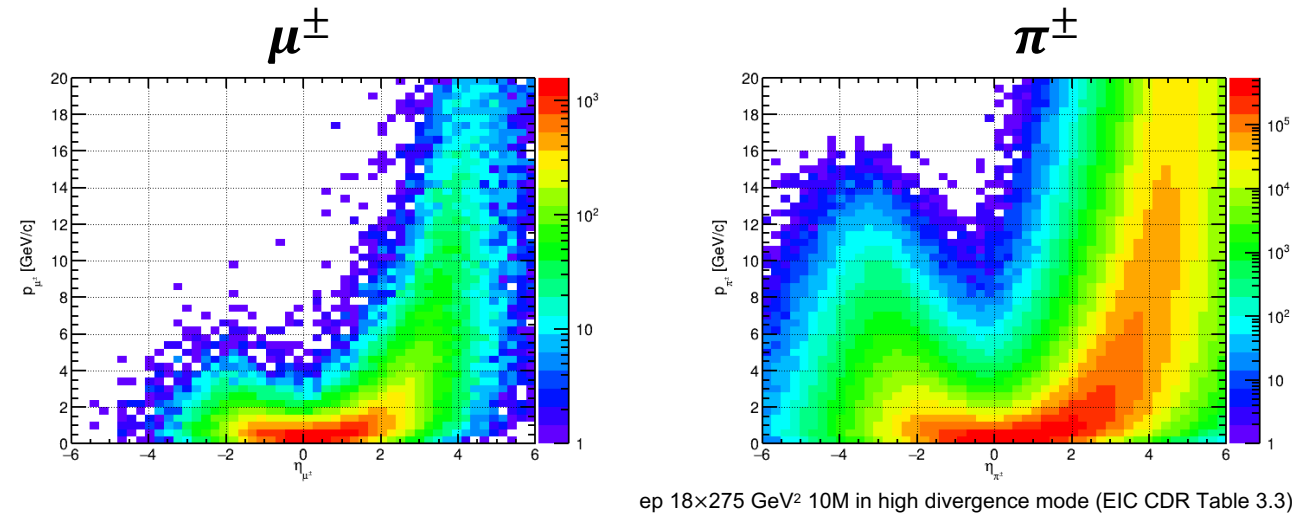 μ± π±
20 18 16 14 12 10 8 6 4 2 0
p_μ± [GeV/c]
−6 −4 −2 0 2 4 6
η_μ±
10³ 10² 10 1
20 18 16 14 12 10 8 6 4 2 0
p_π± [GeV/c]
−6 −4 −2 0 2 4 6
η_π±
10⁵ 10⁴ 10³ 10² 10 1
ep 18×275 GeV² 10M in high divergence mode (EIC CDR Table 3.3)